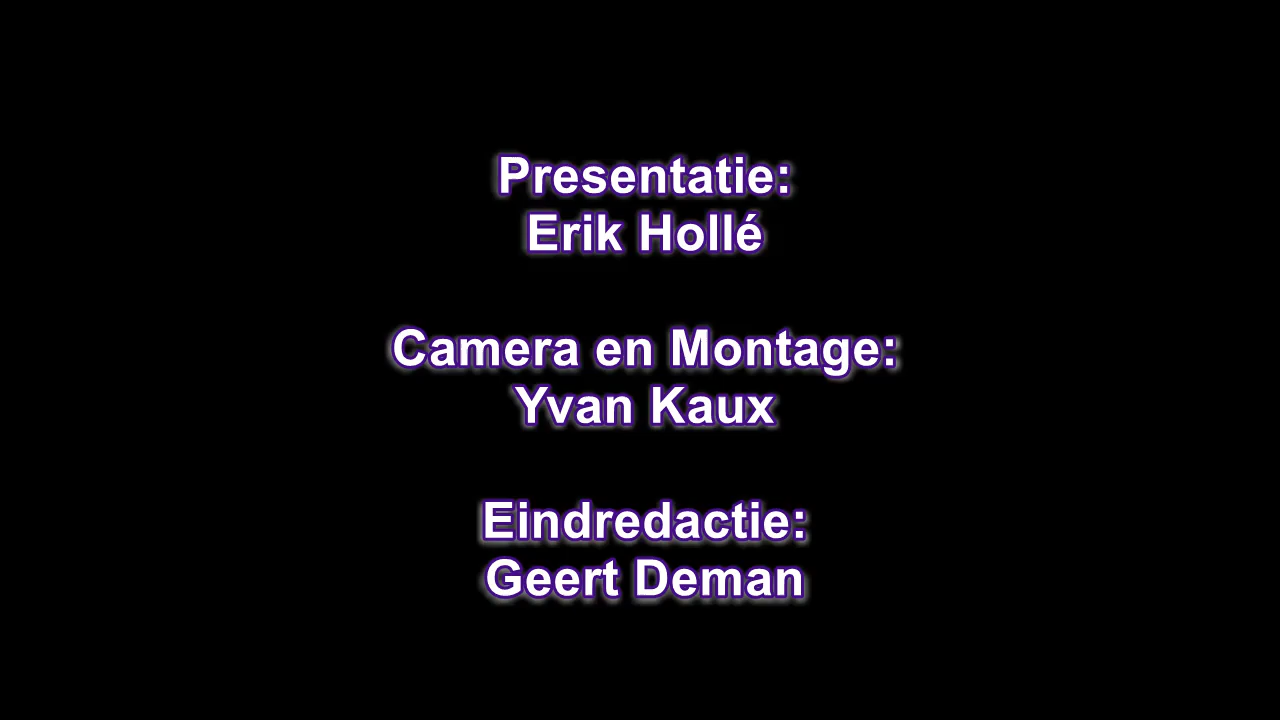 Presentatie:
Erik Hollé
Camera en Montage:
Yvan Kaux
Eindredactie:
Geert Deman